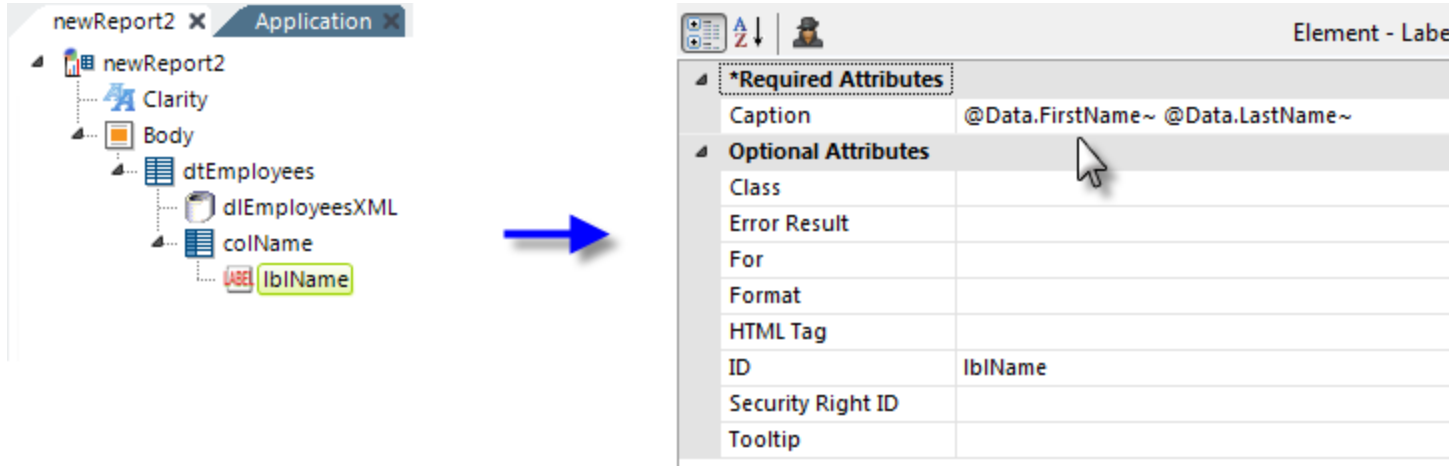 newReport2 Application
newReport2
Clarity
Body
dtEmployees
dlEmployeesXML
colName
LABEL lblName
A
Z
Element - Labe
*Required Attributes
Caption @Data.FirstName~ @Data.LastName~
Optional Attributes
Class
Error Result
For
Format
HTML Tag
ID lblName
Security Right ID
Tooltip